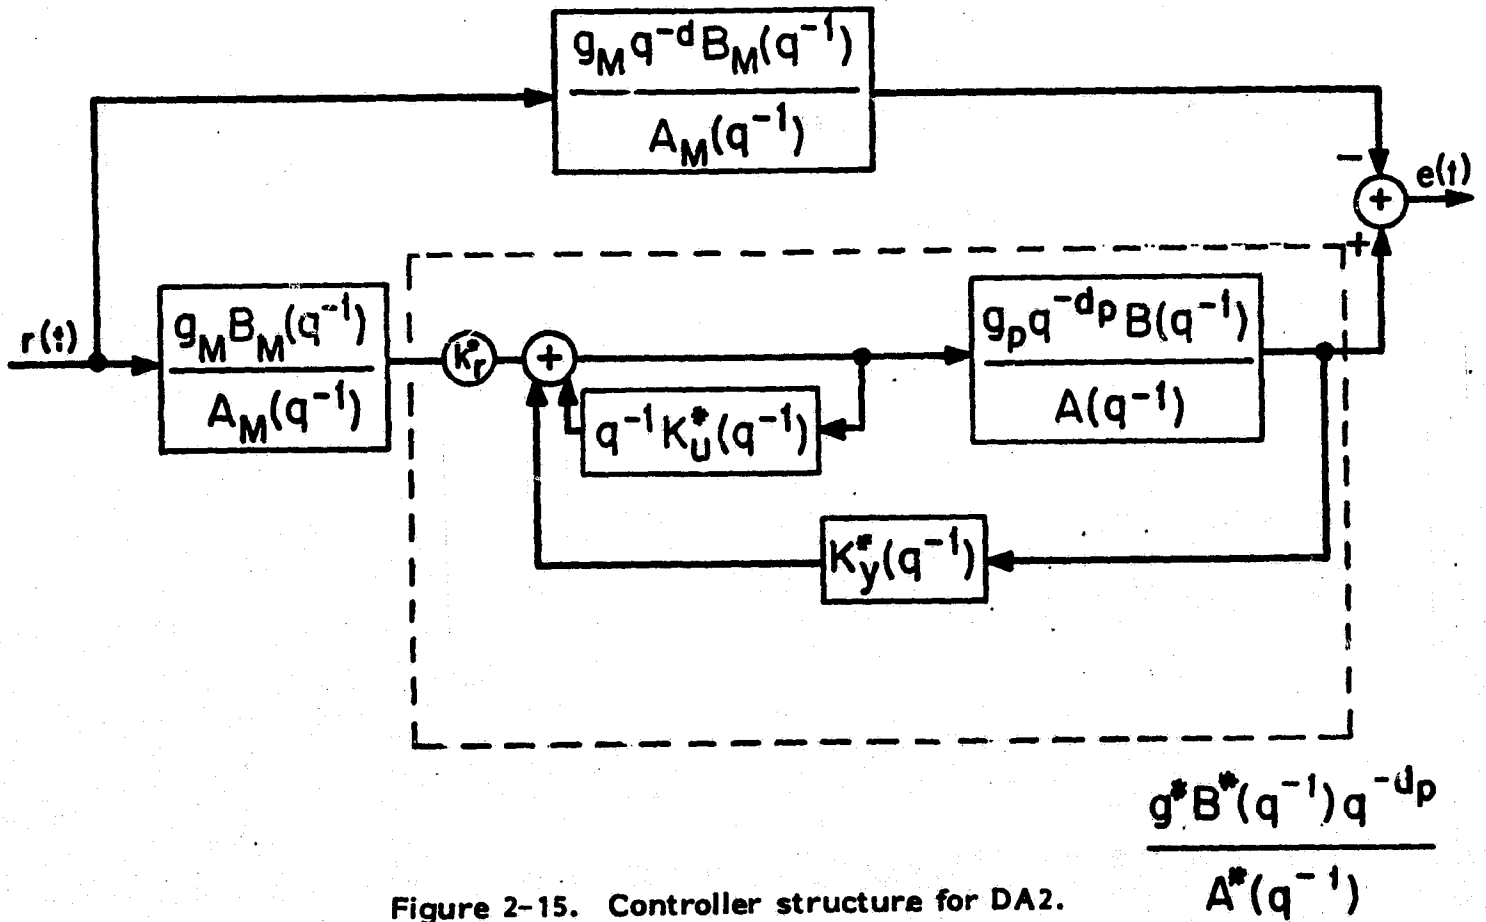 g_M q^{-d} B_M(q^{-1})
A_M(q^{-1})
− e(t)
+
+
r(t)
g_M B_M(q^{-1})
A_M(q^{-1})
k_r^*
+
g_p q^{-d_p} B(q^{-1})
A(q^{-1})
q^{-1} K_u^*(q^{-1})
K_y^*(q^{-1})
g^* B^*(q^{-1}) q^{-d_p}
A^*(q^{-1})
Figure 2-15. Controller structure for DA2.